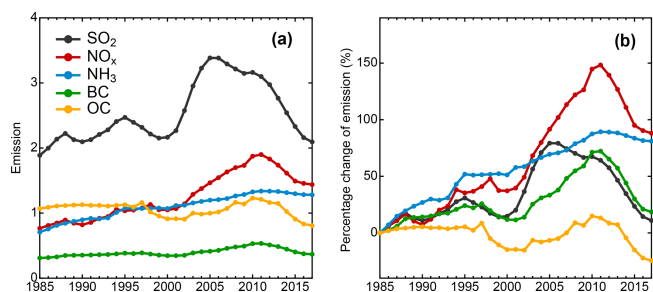 (a)
SO2
NOx
NH3
BC
OC
Emission
4
3
2
1
0
1985 1990 1995 2000 2005 2010 2015
(b)
Percentage change of emission (%)
150
100
50
0
1985 1990 1995 2000 2005 2010 2015